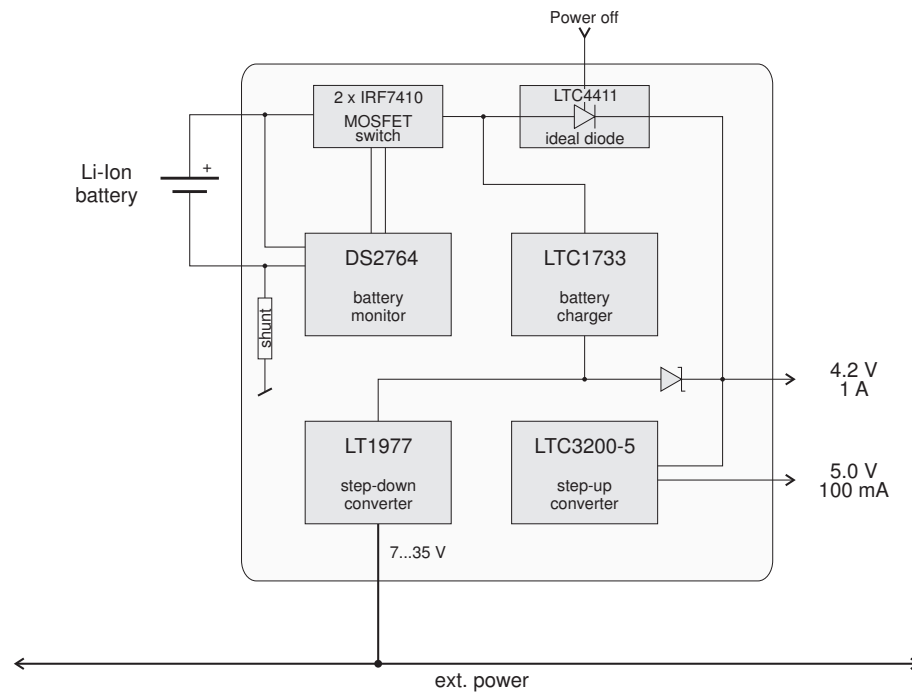 Power off
2 x IRF7410
MOSFET
switch
LTC4411
ideal diode
Li-Ion
battery
+
DS2764
battery
monitor
LTC1733
battery
charger
shunt
4.2 V
1 A
LT1977
step-down
converter
LTC3200-5
step-up
converter
5.0 V
100 mA
7...35 V
ext. power